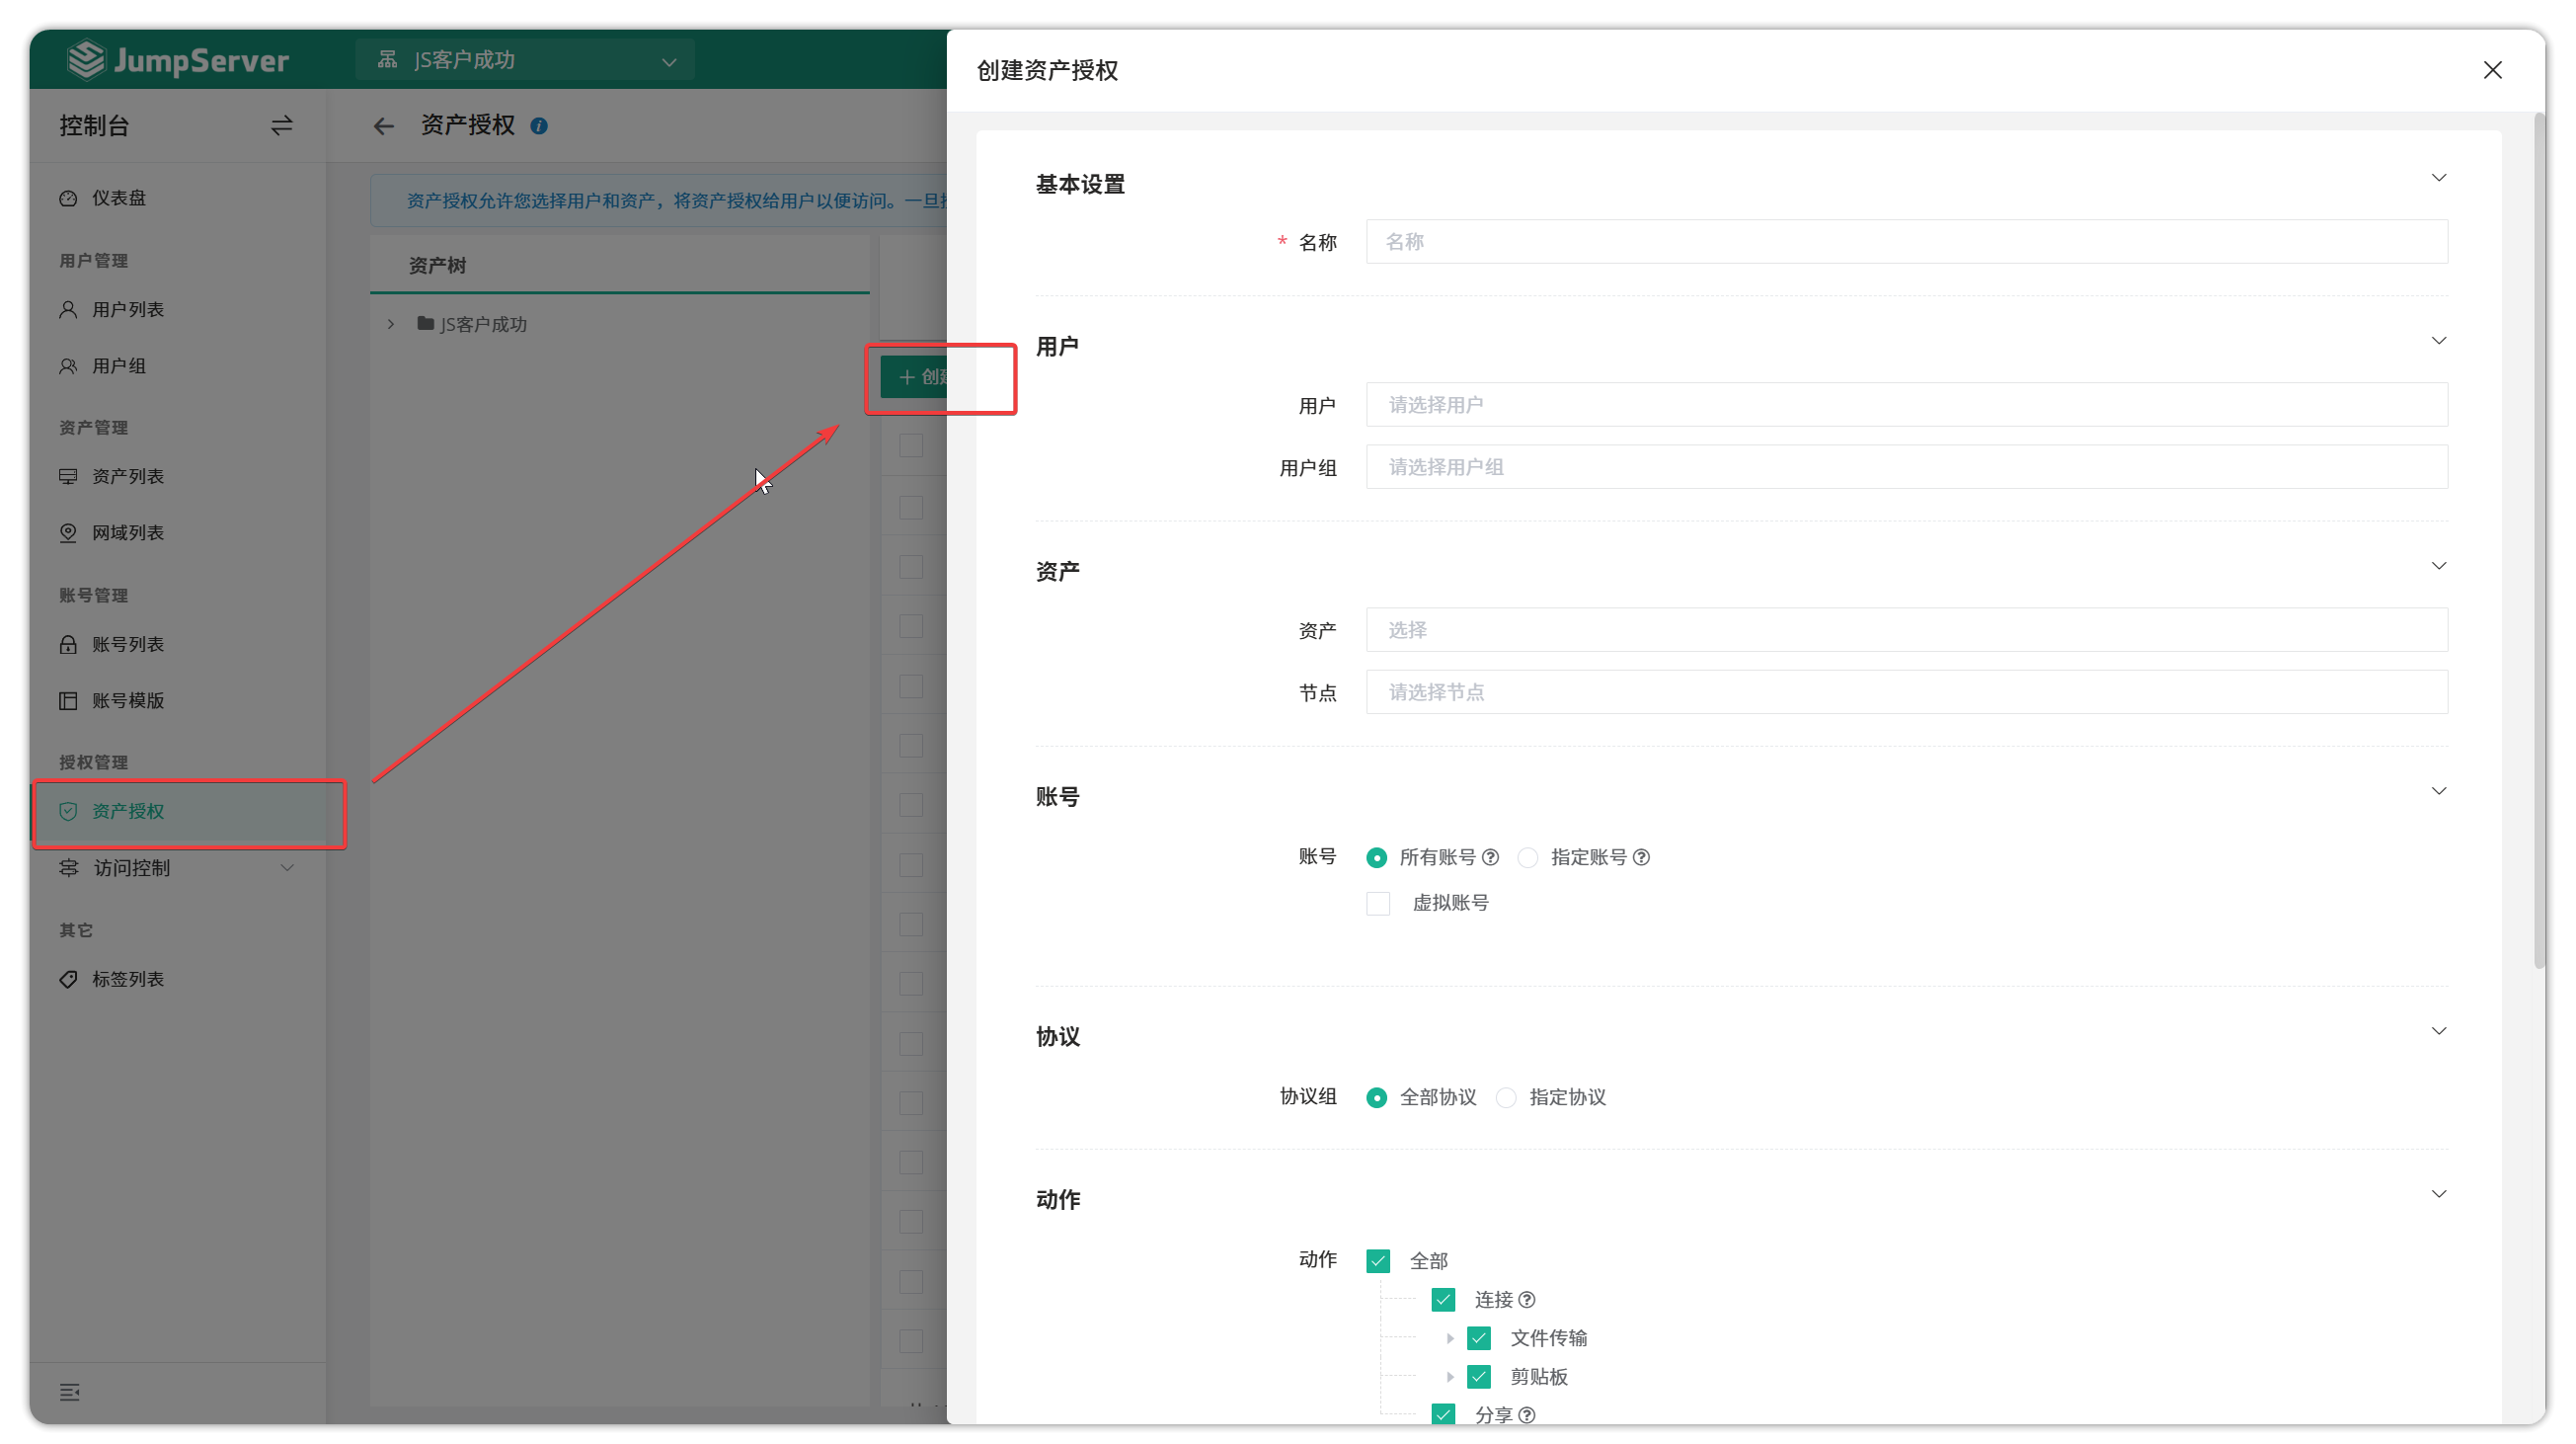 JumpServer
JS客户成功
控制台
仪表盘
用户管理
用户列表
用户组
资产管理
资产列表
网域列表
账号管理
账号列表
账号模版
授权管理
资产授权
访问控制
其它
标签列表
资产授权
资产授权允许您选择用户和资产，将资产授权给用户以便访问。一旦
资产树
JS客户成功
创建
创建资产授权
基本设置
* 名称
名称
用户
用户
请选择用户
用户组
请选择用户组
资产
资产
选择
节点
请选择节点
账号
账号
所有账号
指定账号
虚拟账号
协议
协议组
全部协议
指定协议
动作
动作
全部
连接
文件传输
剪贴板
分享